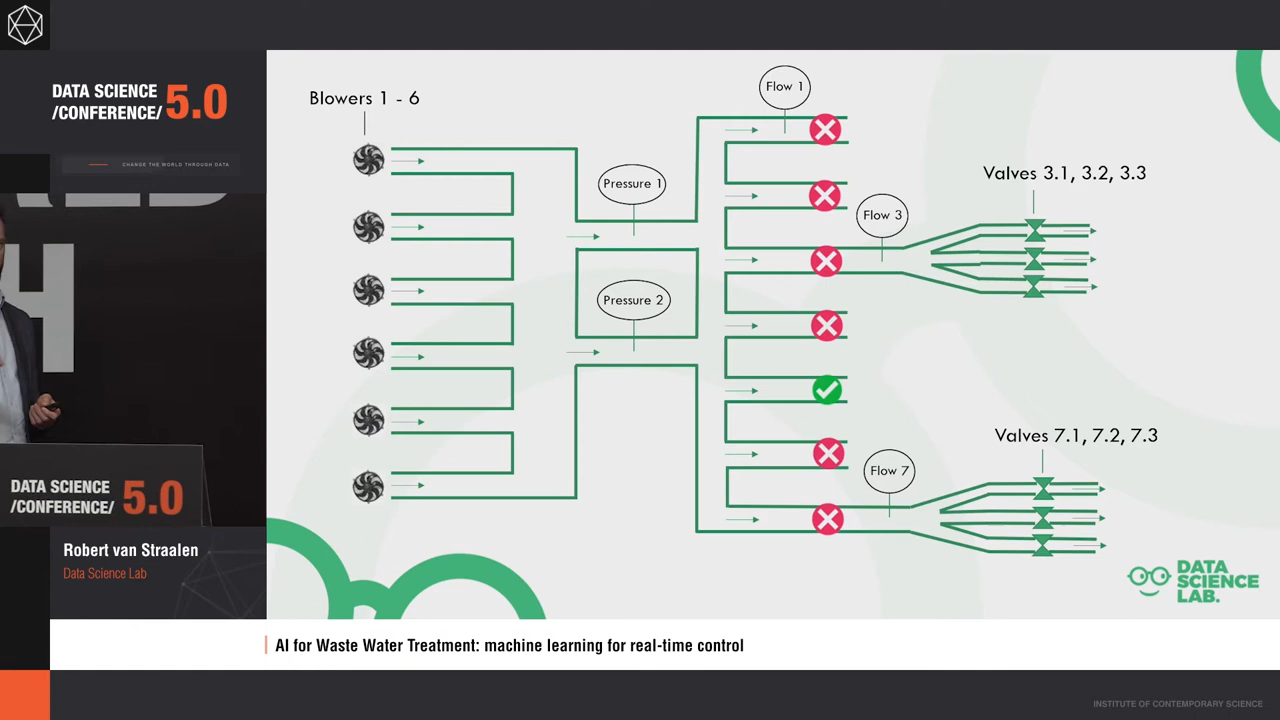 DATA SCIENCE
/CONFERENCE/ 5.0
CHANGE THE WORLD THROUGH DATA
DATA SCIENCE
/CONFERENCE/ 5.0
Robert van Straalen
Data Science Lab
Blowers 1 - 6
Pressure 1
Pressure 2
Flow 1
Flow 3
Valves 3.1, 3.2, 3.3
Flow 7
Valves 7.1, 7.2, 7.3
DATA
SCIENCE
LAB.
AI for Waste Water Treatment: machine learning for real-time control
INSTITUTE OF CONTEMPORARY SCIENCE